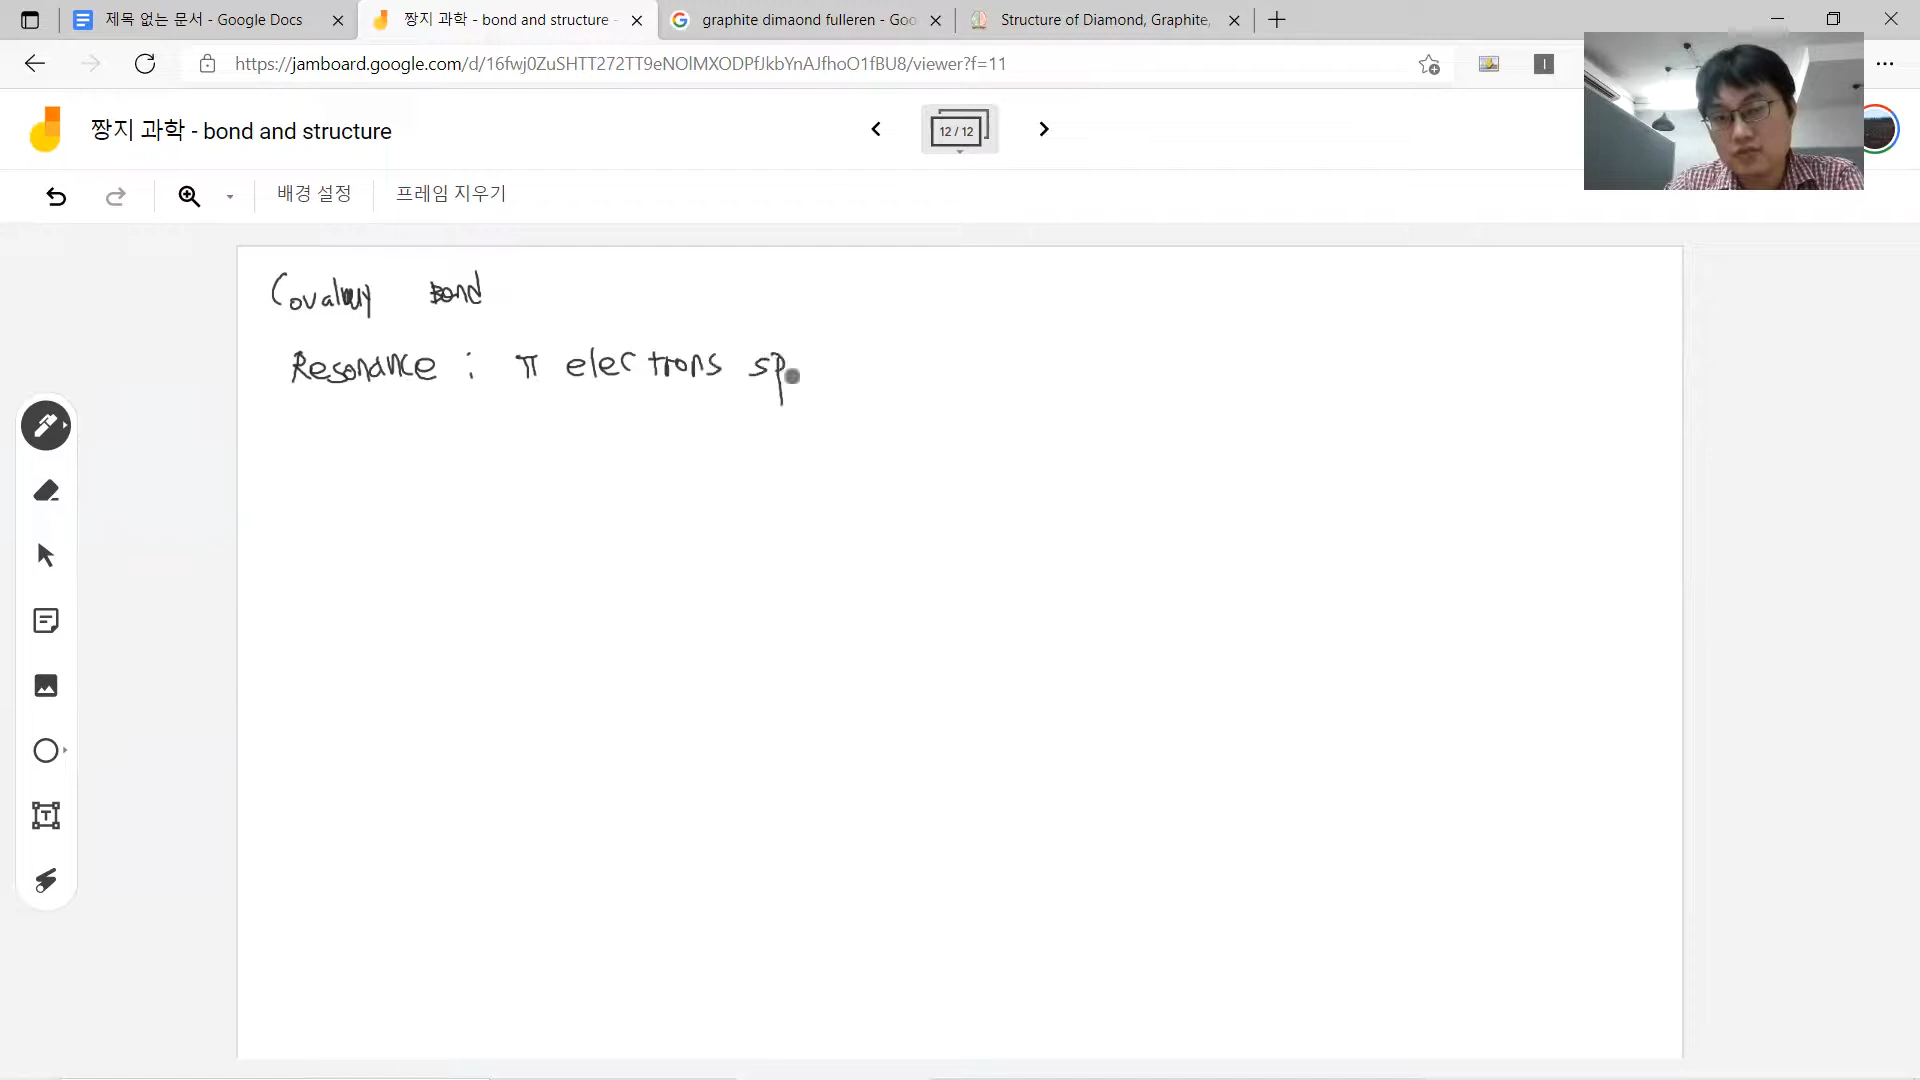 제목 없는 문서 - Google Docs
짱지 과학 - bond and structure -
graphite dimaond fulleren - Goo
Structure of Diamond, Graphite,
https://jamboard.google.com/d/16fwj0ZuSHTT272TT9eNOlMXODPfJkbYnAJfhoO1fBU8/viewer?f=11
짱지 과학 - bond and structure
12 / 12
배경 설정
프레임 지우기
Bond
Resonance : π electrons sp